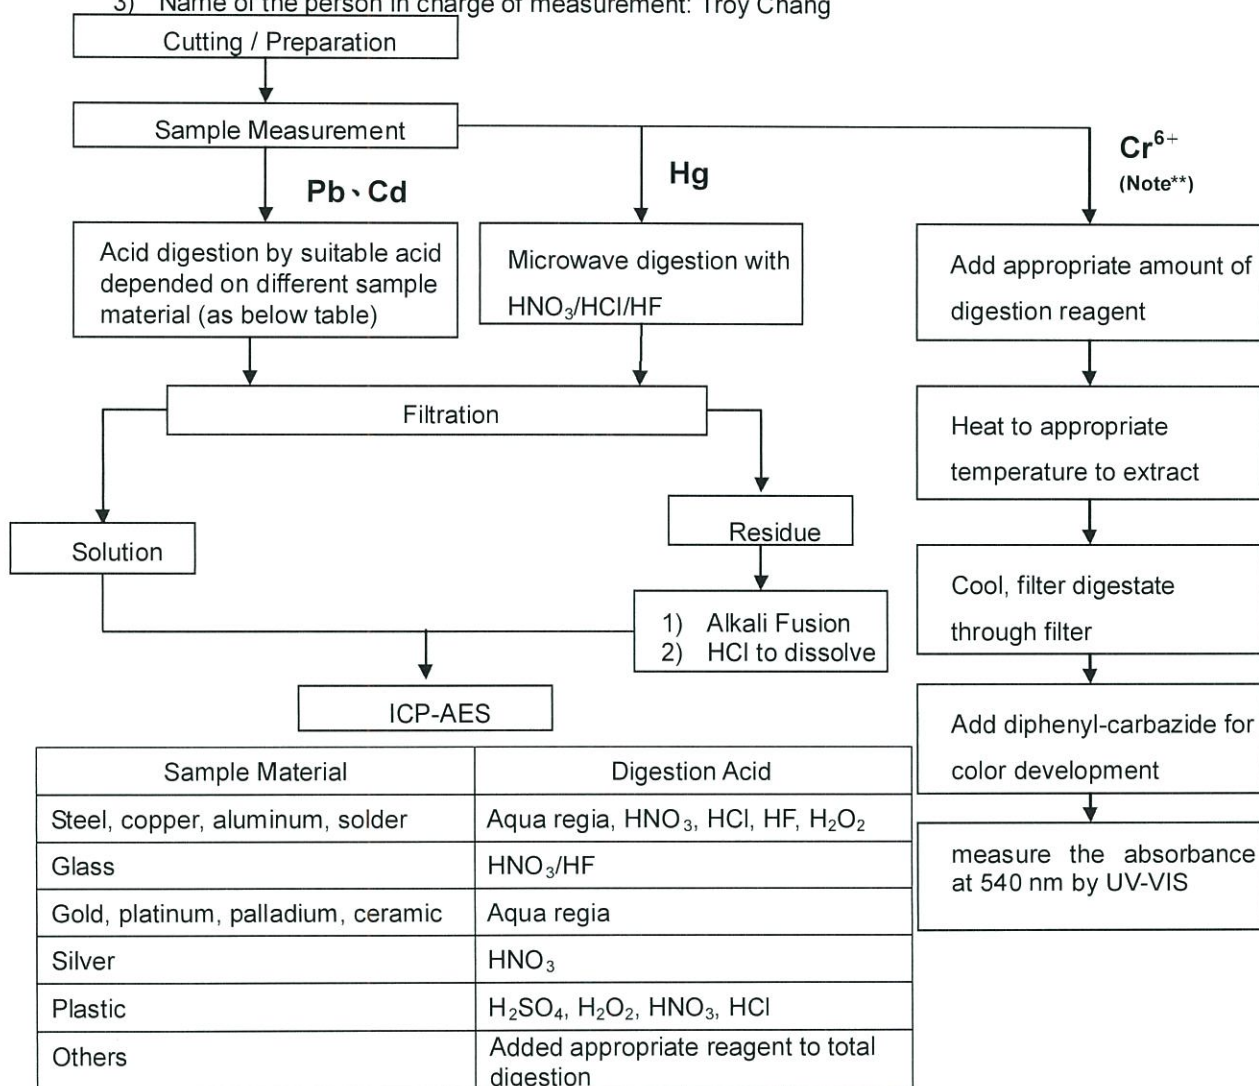 3) Name of the person in charge of measurement: Troy Chang
Cutting / Preparation
Sample Measurement
Pb、Cd
Hg
Cr⁶⁺
(Note**)
Acid digestion by suitable acid
depended on different sample
material (as below table)
Microwave digestion with
HNO₃/HCl/HF
Add appropriate amount of
digestion reagent
Filtration
Heat to appropriate
temperature to extract
Solution
Residue
1) Alkali Fusion
2) HCl to dissolve
Cool, filter digestate
through filter
ICP-AES
Add diphenyl-carbazide for
color development
measure the absorbance
at 540 nm by UV-VIS
Sample Material
Digestion Acid
Steel, copper, aluminum, solder
Aqua regia, HNO₃, HCl, HF, H₂O₂
Glass
HNO₃/HF
Gold, platinum, palladium, ceramic
Aqua regia
Silver
HNO₃
Plastic
H₂SO₄, H₂O₂, HNO₃, HCl
Others
Added appropriate reagent to total
digestion